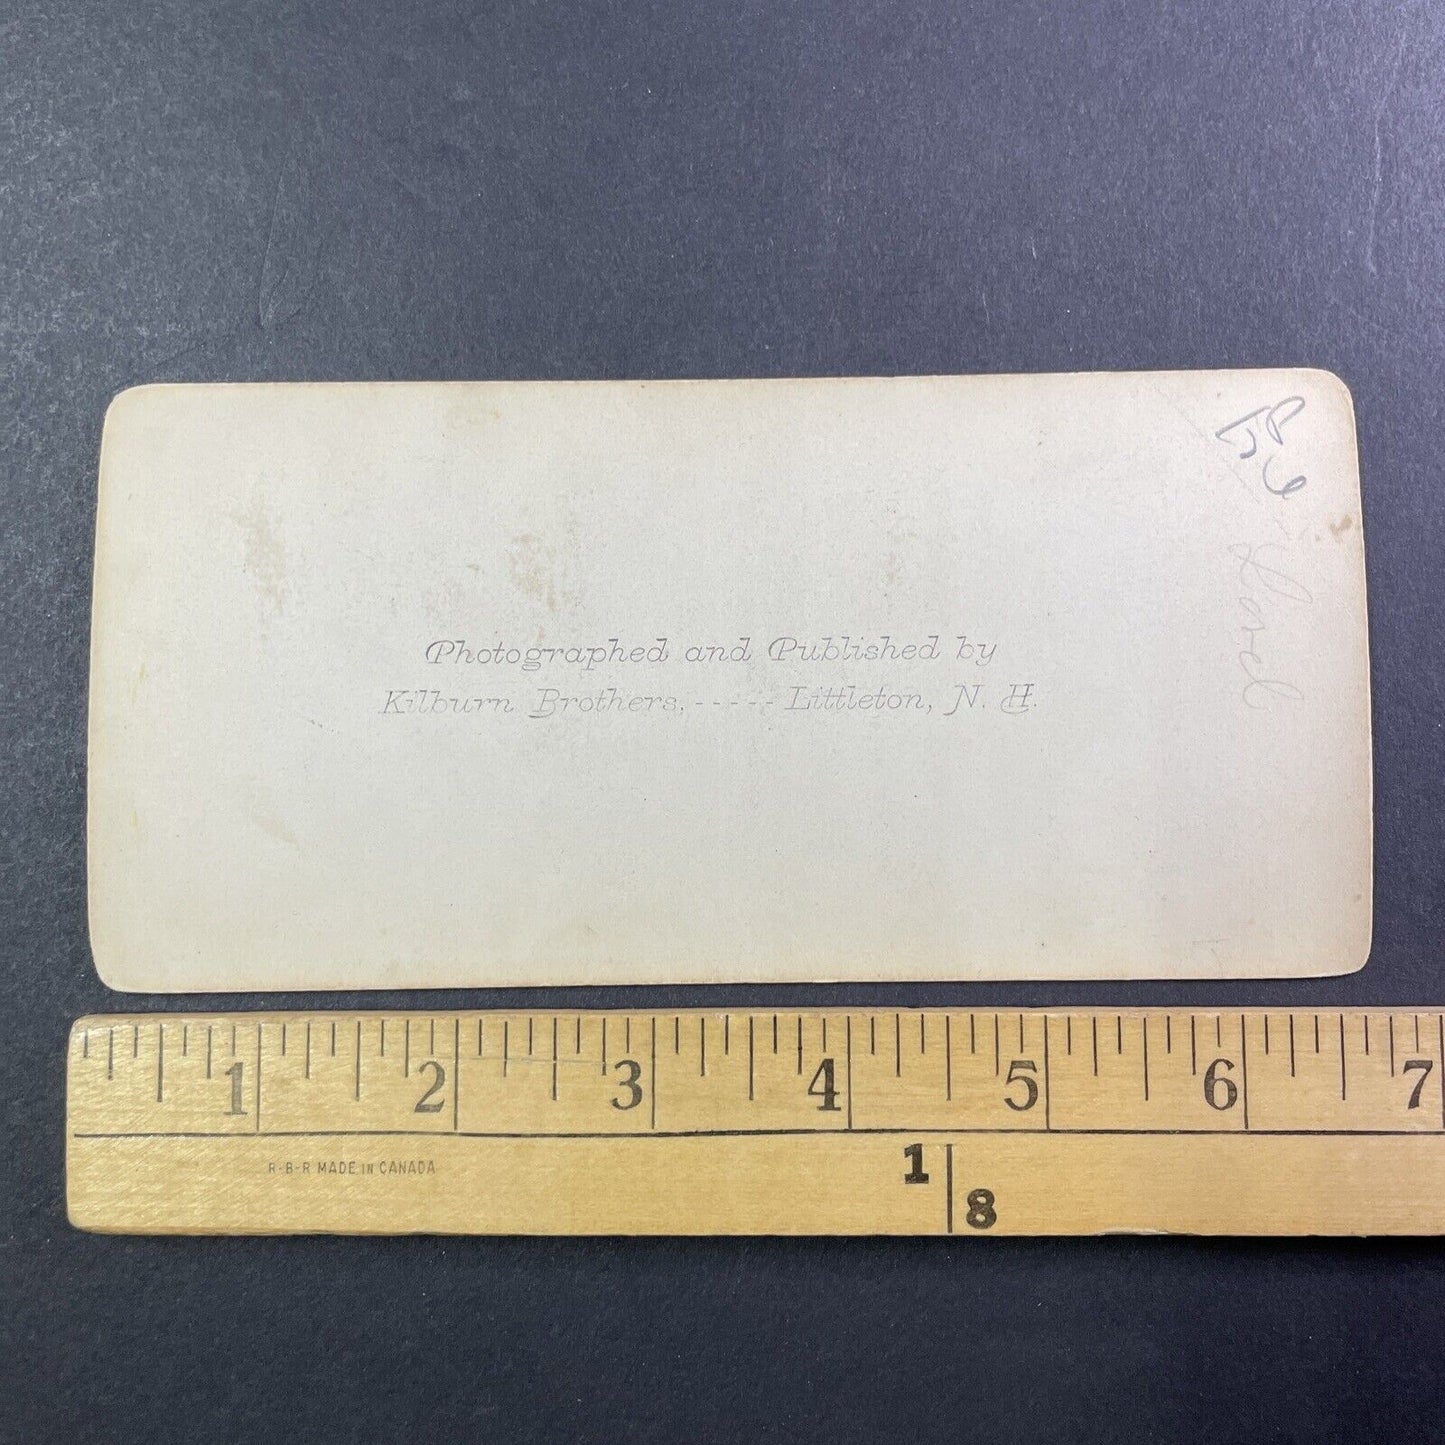 Photographed and Published by
Kilburn Brothers, - - - - - Littleton, N. H.
1 2 3 4 5 6 7
R-B-R MADE IN CANADA
1
8